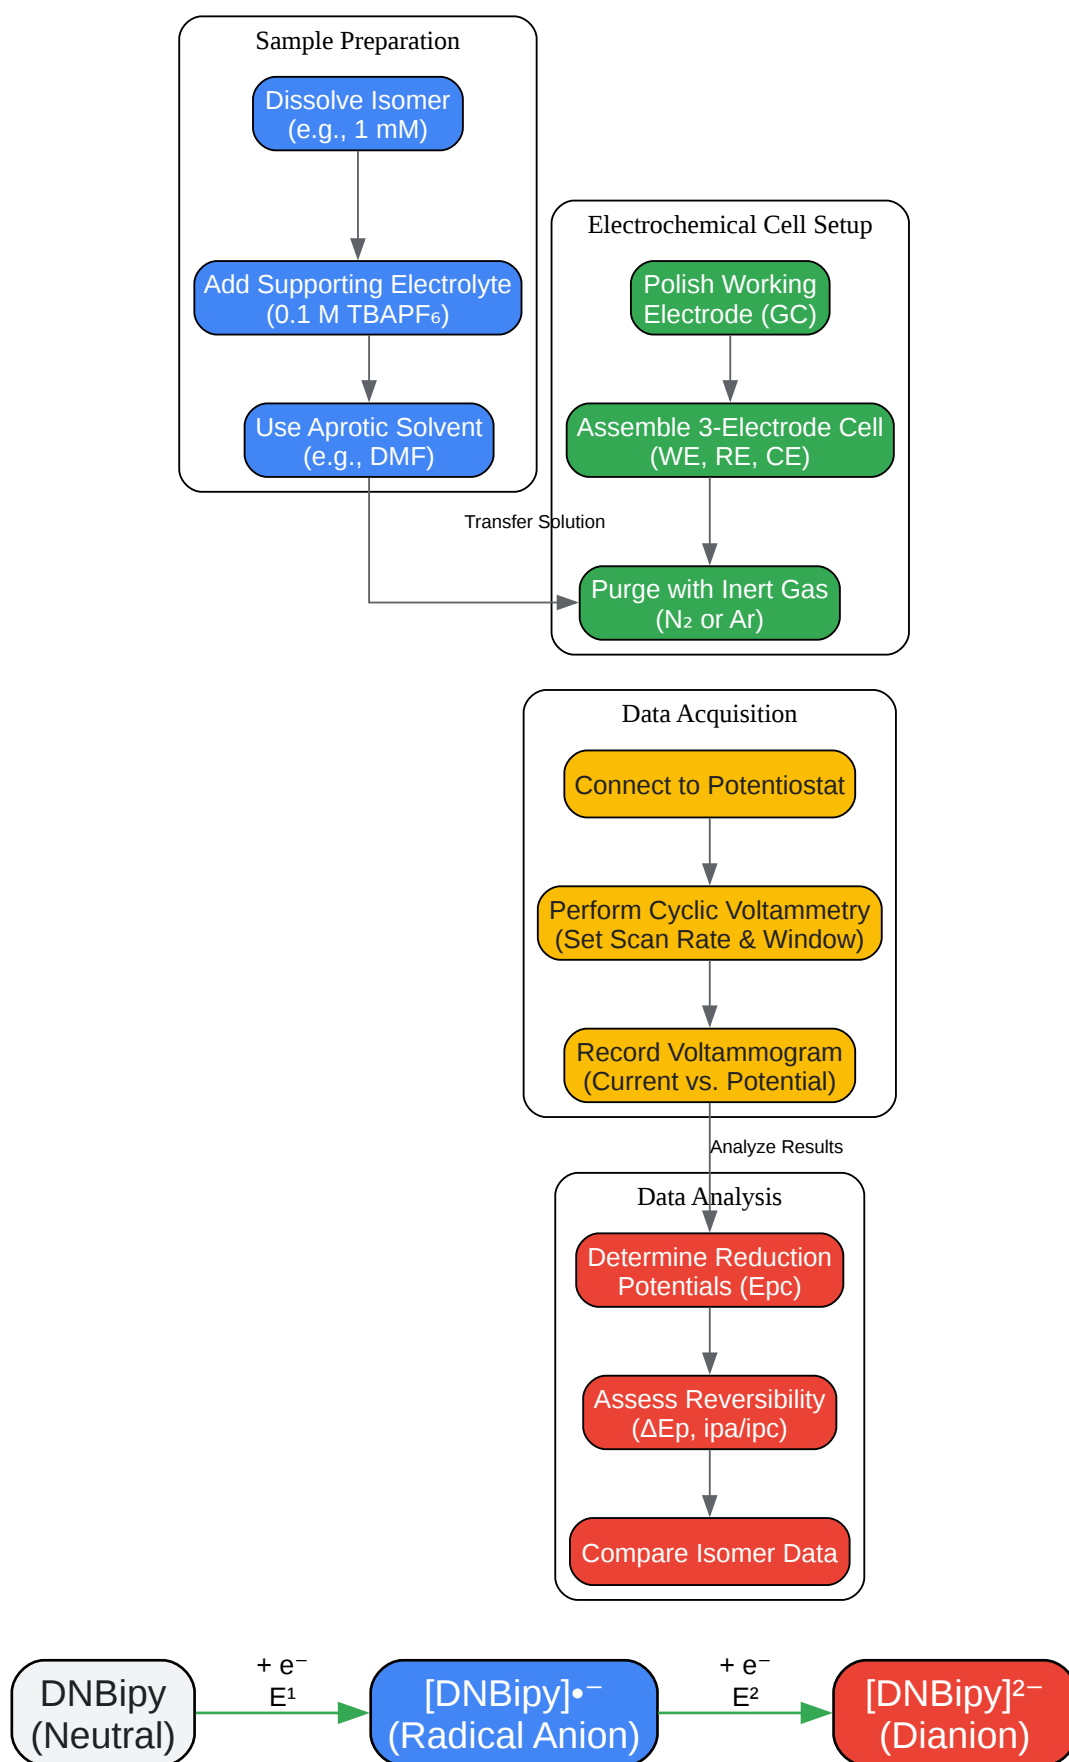 Sample Preparation
Dissolve Isomer
(e.g., 1 mM)
Add Supporting Electrolyte
(0.1 M TBAPF₆)
Use Aprotic Solvent
(e.g., DMF)
Electrochemical Cell Setup
Polish Working
Electrode (GC)
Assemble 3-Electrode Cell
(WE, RE, CE)
Transfer Solution
Purge with Inert Gas
(N₂ or Ar)
Data Acquisition
Connect to Potentiostat
Perform Cyclic Voltammetry
(Set Scan Rate & Window)
Record Voltammogram
(Current vs. Potential)
Analyze Results
Data Analysis
Determine Reduction
Potentials (Epc)
Assess Reversibility
(ΔEp, ipa/ipc)
Compare Isomer Data
DNBipy
(Neutral)
+ e⁻
E¹
[DNBipy]•⁻
(Radical Anion)
+ e⁻
E²
[DNBipy]²⁻
(Dianion)